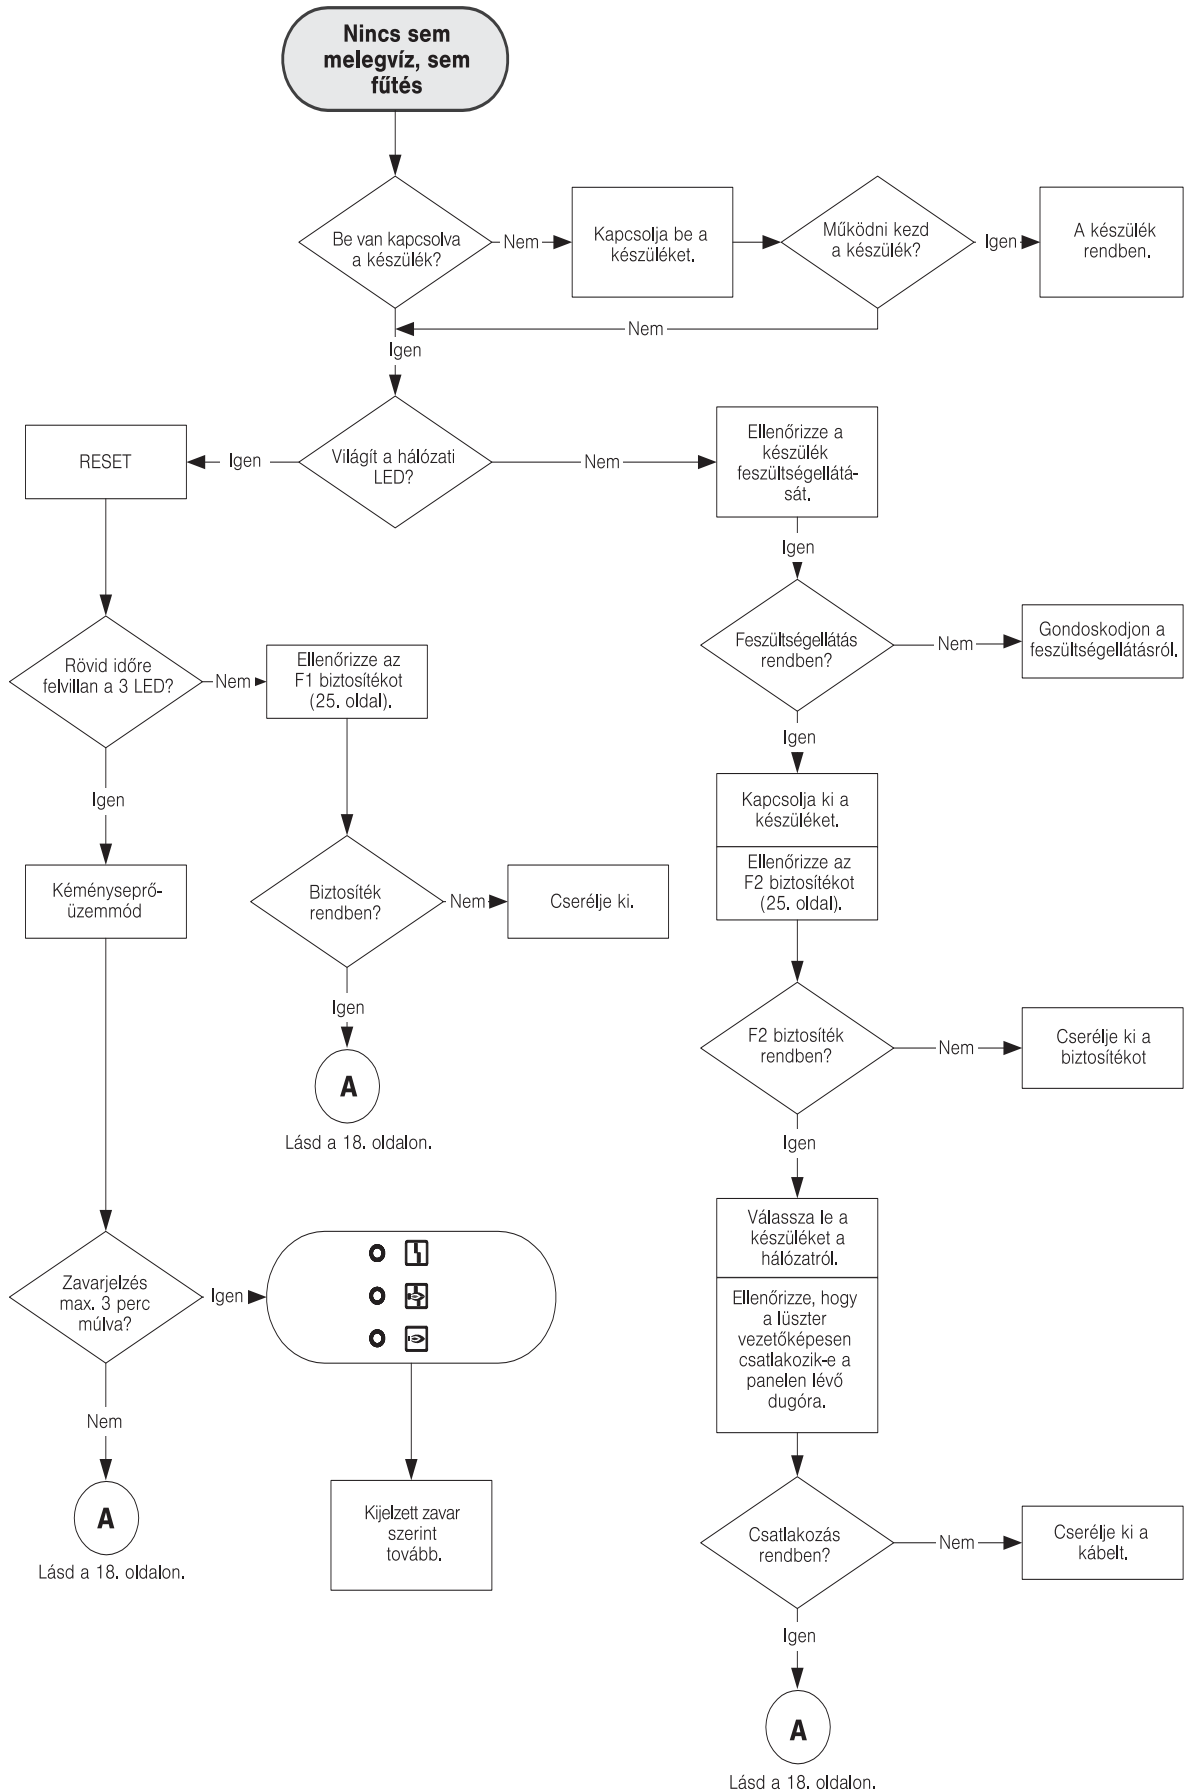 Nincs sem
melegvíz, sem
fűtés
Be van kapcsolva
a készülék?
Nem
Kapcsolja be a
készüléket.
Működni kezd
a készülék?
Igen
A készülék
rendben.
Nem
Igen
RESET
Igen
Világít a hálózati
LED?
Nem
Ellenőrizze a
készülék
feszültségellátá-
sát.
Igen
Rövid időre
felvillan a 3 LED?
Nem
Ellenőrizze az
F1 biztosítékot
(25. oldal).
Feszültségellátás
rendben?
Nem
Gondoskodjon a
feszültségellátásról.
Igen
Igen
Kapcsolja ki a
készüléket.
Ellenőrizze az
F2 biztosítékot
(25. oldal).
Kéményseprő-
üzemmód
Biztosíték
rendben?
Nem
Cserélje ki.
Igen
A
Lásd a 18. oldalon.
F2 biztosíték
rendben?
Nem
Cserélje ki a
biztosítékot
Igen
Válassza le a
készüléket a
hálózatról.
Ellenőrizze, hogy
a lüszter
vezetőképesen
csatlakozik-e a
panelen lévő
dugóra.
Zavarjelzés
max. 3 perc
múlva?
Igen
Nem
A
Lásd a 18. oldalon.
Kijelzett zavar
szerint
tovább.
Csatlakozás
rendben?
Nem
Cserélje ki a
kábelt.
Igen
A
Lásd a 18. oldalon.